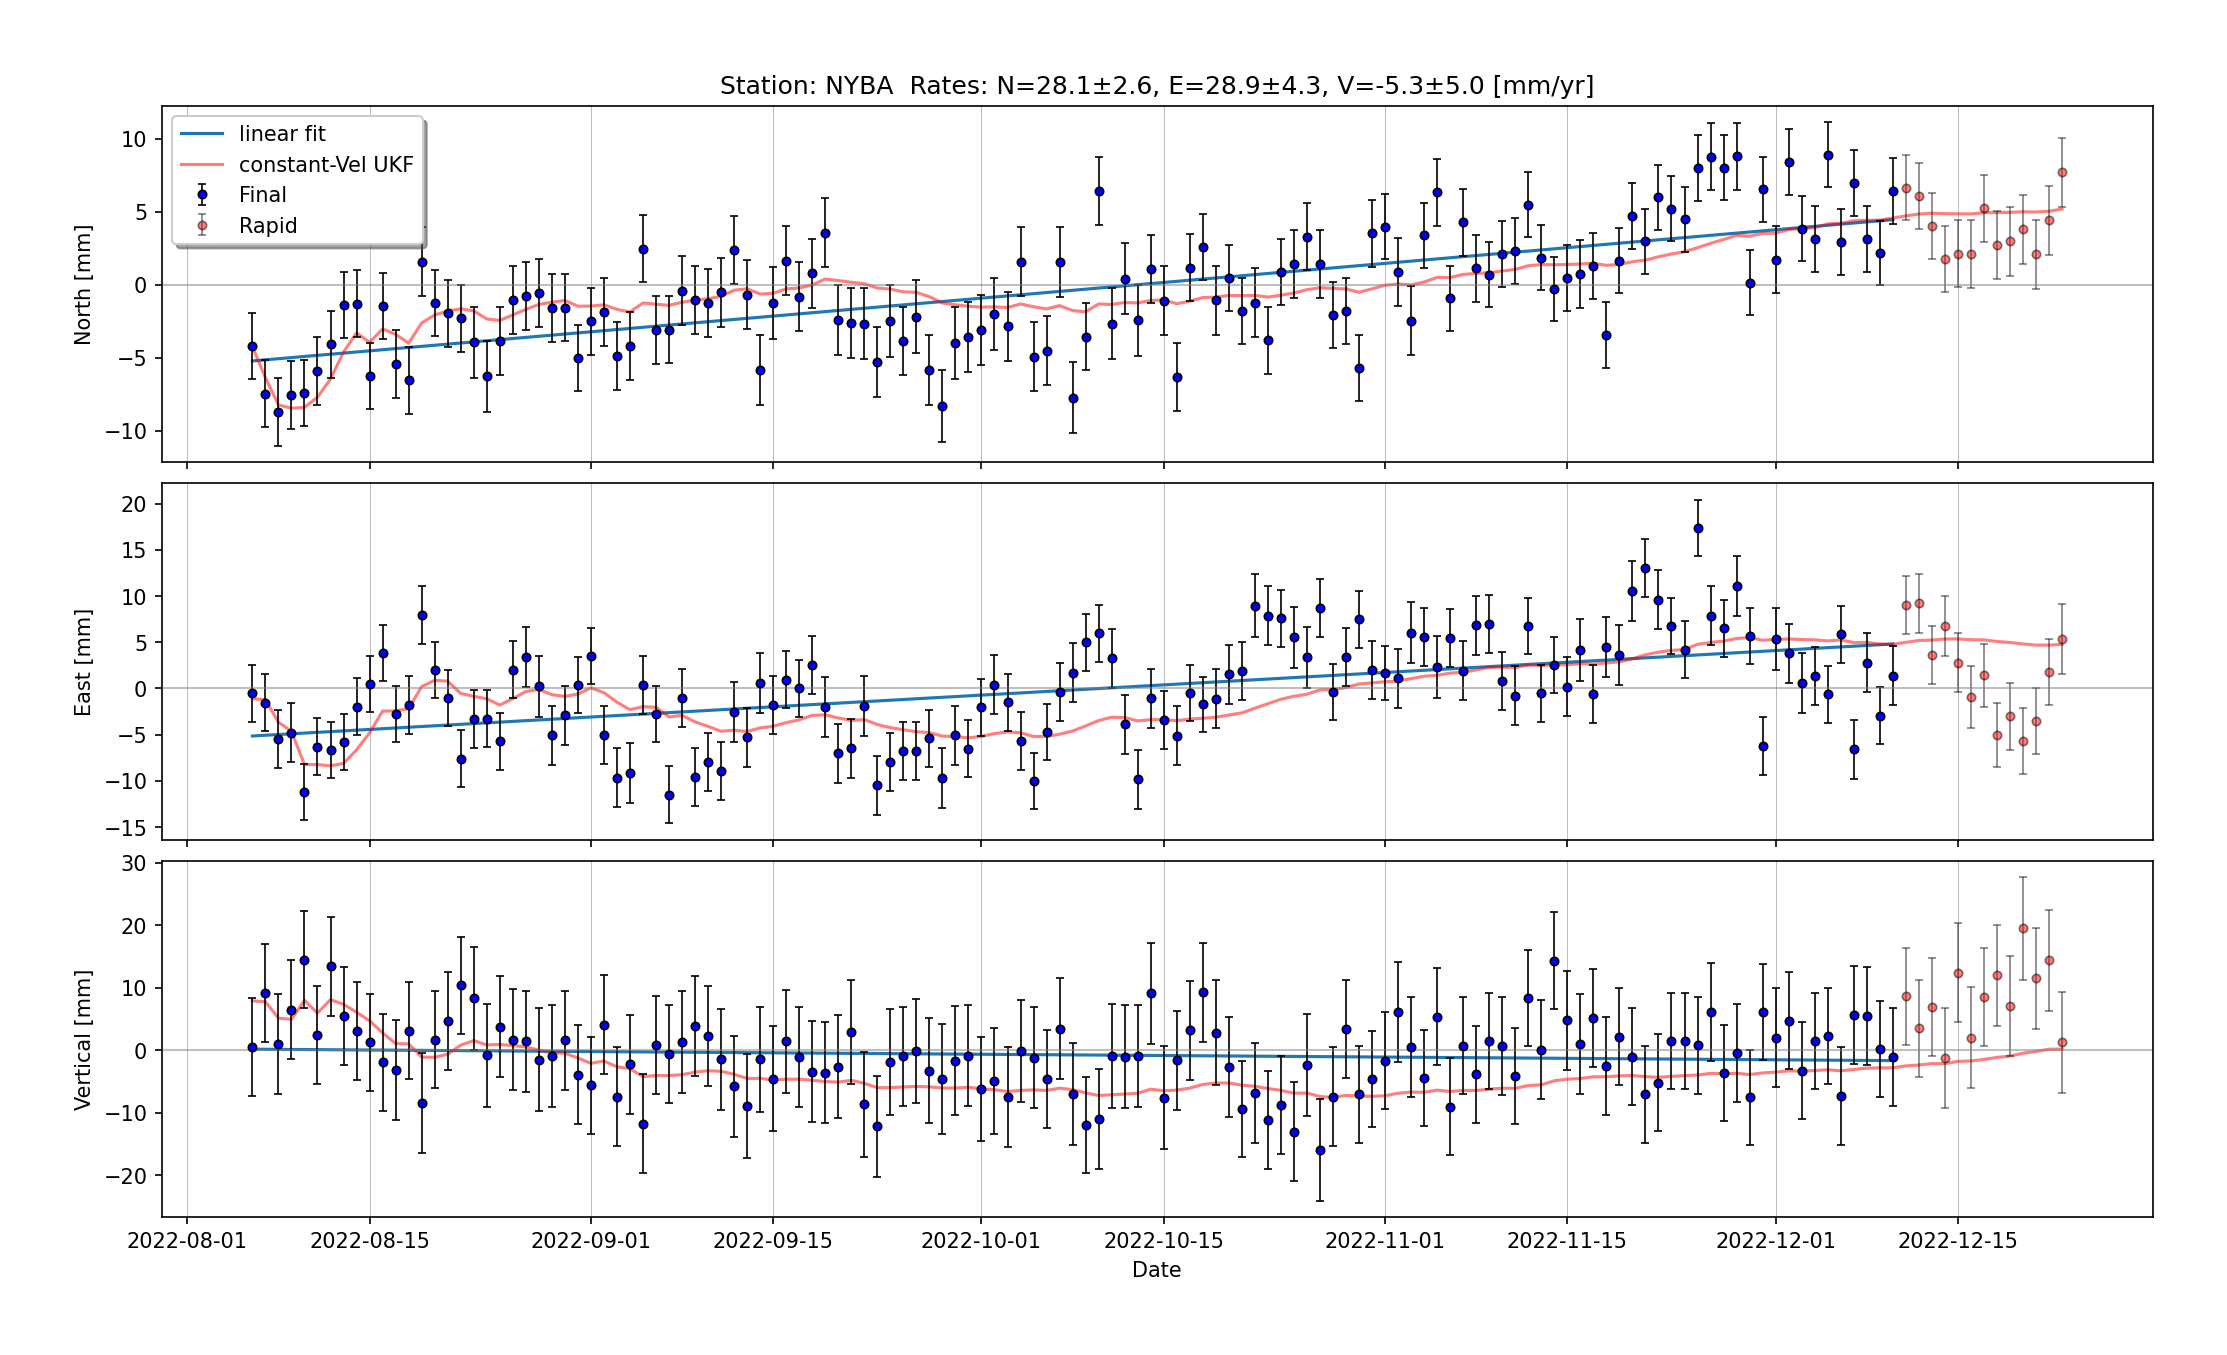 Station: NYBA  Rates: N=28.1±2.6, E=28.9±4.3, V=-5.3±5.0 [mm/yr]
linear fit
constant-Vel UKF
Final
Rapid
North [mm]
10
5
0
−5
−10
East [mm]
20
15
10
5
0
−5
−10
−15
Vertical [mm]
30
20
10
0
−10
−20
2022-08-01 2022-08-15 2022-09-01 2022-09-15 2022-10-01 2022-10-15 2022-11-01 2022-11-15 2022-12-01 2022-12-15
Date